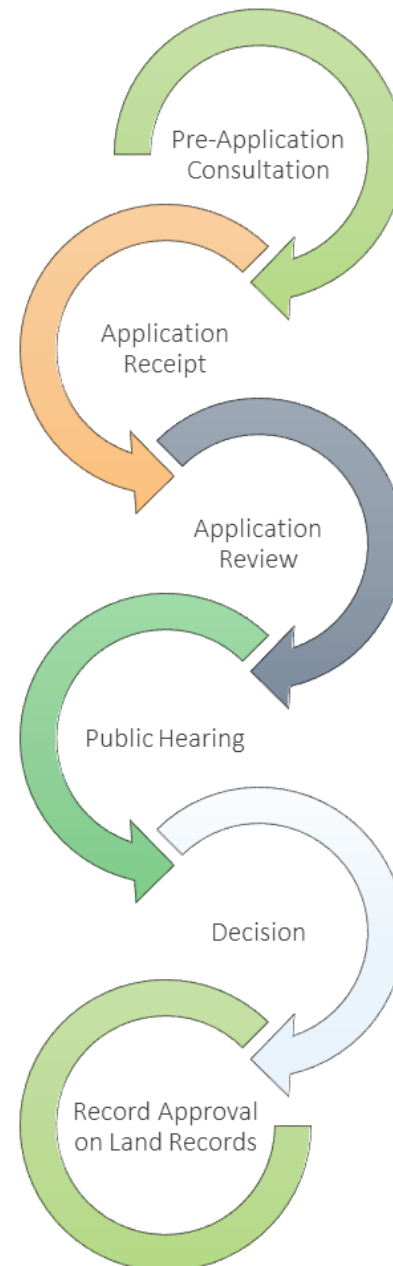 Pre-Application
Consultation
Application
Receipt
Application
Review
Public Hearing
Decision
Record Approval
on Land Records